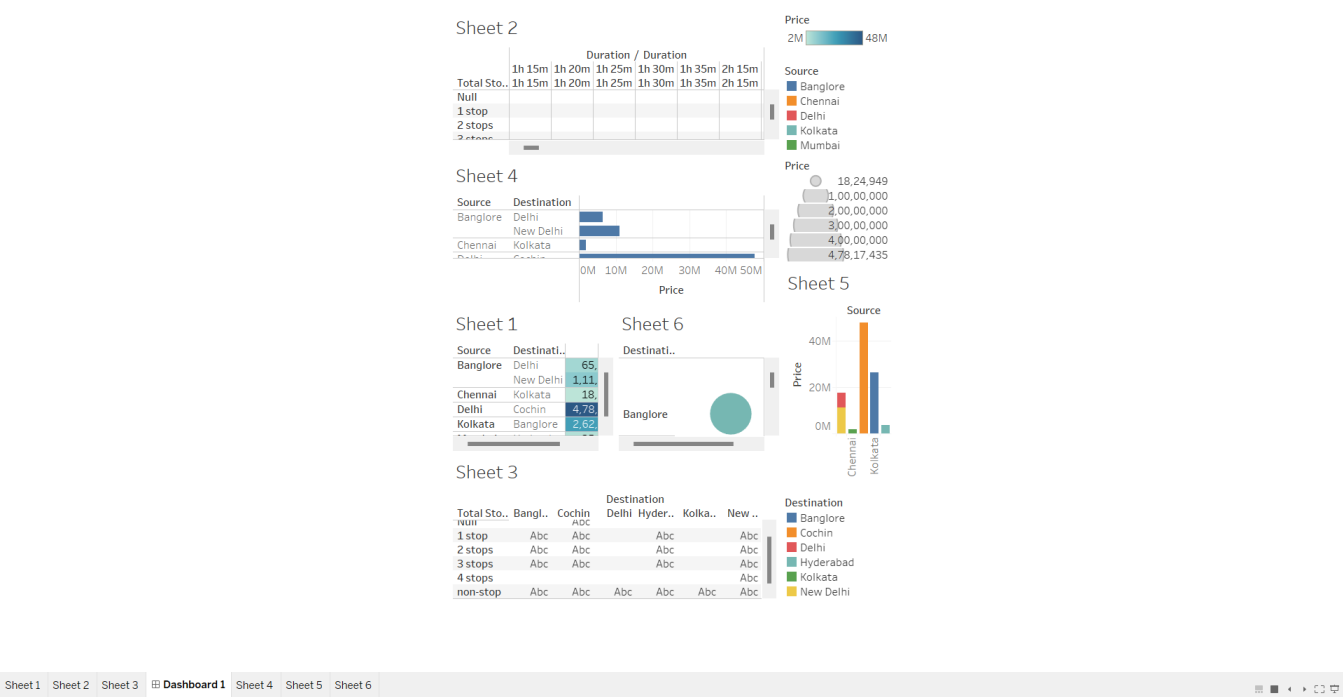 Sheet 2
Duration / Duration
1h 15m 1h 20m 1h 25m 1h 30m 1h 35m 2h 15m
Total Sto.. 1h 15m 1h 20m 1h 25m 1h 30m 1h 35m 2h 15m
Null
1 stop
2 stops
3 stops
Sheet 4
Source Destination
Banglore Delhi
New Delhi
Chennai Kolkata
Delhi Cochin
0M 10M 20M 30M 40M 50M
Price
Sheet 1
Source Destinati..
Banglore Delhi 65,
New Delhi 1,11,
Chennai Kolkata 18,
Delhi Cochin 4,78,
Kolkata Banglore 2,62,
Sheet 6
Destinati..
Banglore
Sheet 3
Destination
Total Sto.. Bangl.. Cochin Delhi Hyder.. Kolka.. New ..
Null Abc
1 stop Abc Abc Abc Abc
2 stops Abc Abc Abc Abc
3 stops Abc Abc Abc Abc
4 stops Abc
non-stop Abc Abc Abc Abc Abc Abc
Price
2M 48M
Source
Banglore
Chennai
Delhi
Kolkata
Mumbai
Price
18,24,949
1,00,00,000
2,00,00,000
3,00,00,000
4,00,00,000
4,78,17,435
Sheet 5
Source
40M
20M
0M
Price
Chennai
Kolkata
Destination
Banglore
Cochin
Delhi
Hyderabad
Kolkata
New Delhi
Sheet 1 Sheet 2 Sheet 3 Dashboard 1 Sheet 4 Sheet 5 Sheet 6